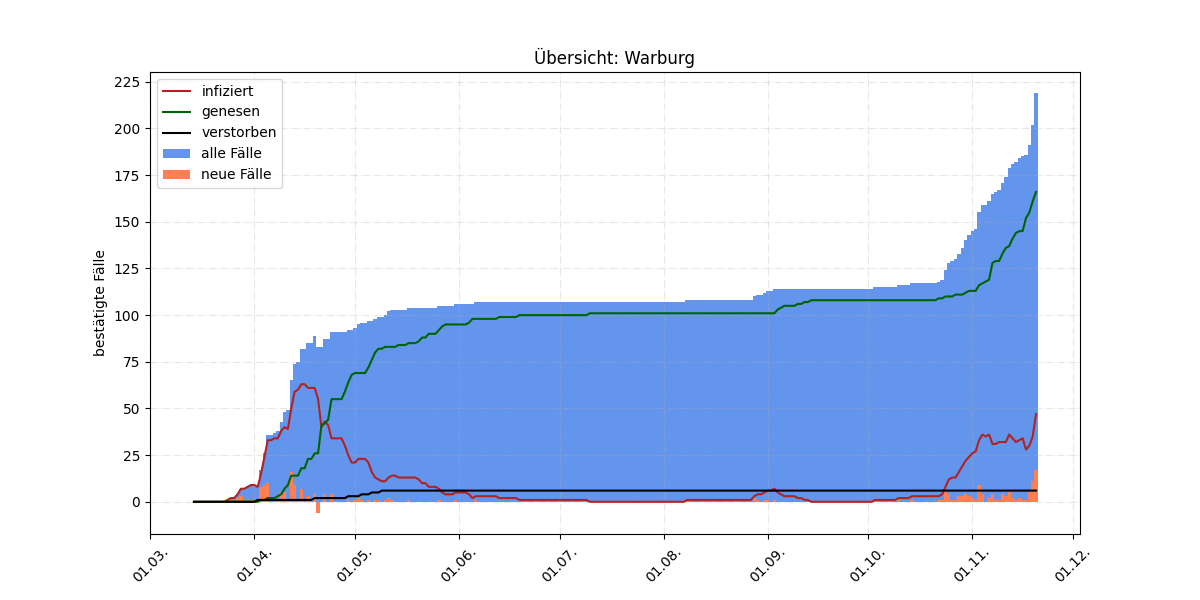 Übersicht: Warburg
225
200
175
150
125
100
75
50
25
0
bestätigte Fälle
infiziert
genesen
verstorben
alle Fälle
neue Fälle
01.03.
01.04.
01.05.
01.06.
01.07.
01.08.
01.09.
01.10.
01.11.
01.12.